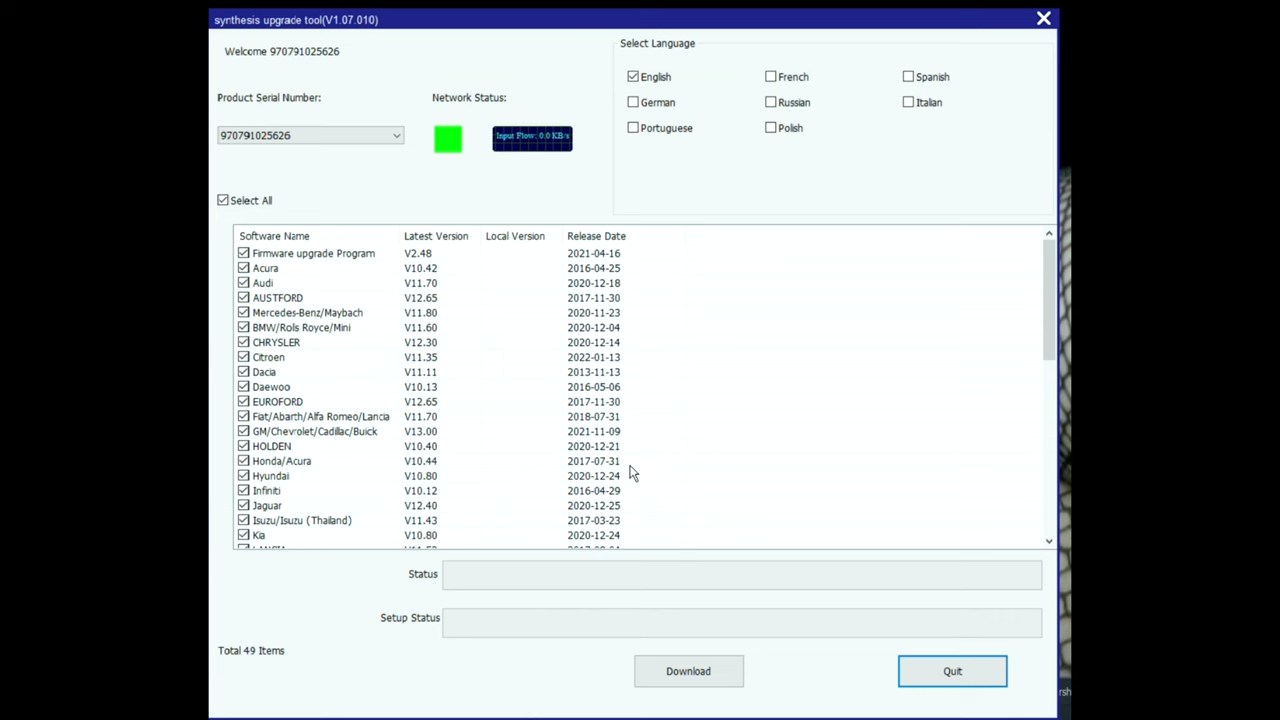 synthesis upgrade tool(V1.07.010)
Welcome 970791025626
Select Language
English French Spanish
German Russian Italian
Portuguese Polish
Product Serial Number: Network Status:
970791025626
Input Flow: 0.0 KB/s
Select All
Software Name Latest Version Local Version Release Date
Firmware upgrade Program V2.48 2021-04-16
Acura V10.42 2016-04-25
Audi V11.70 2020-12-18
AUSTFORD V12.65 2017-11-30
Mercedes-Benz/Maybach V11.80 2020-11-23
BMW/Rols Royce/Mini V11.60 2020-12-04
CHRYSLER V12.30 2020-12-14
Citroen V11.35 2022-01-13
Dacia V11.11 2013-11-13
Daewoo V10.13 2016-05-06
EUROFORD V12.65 2017-11-30
Fiat/Abarth/Alfa Romeo/Lancia V11.70 2018-07-31
GM/Chevrolet/Cadillac/Buick V13.00 2021-11-09
HOLDEN V10.40 2020-12-21
Honda/Acura V10.44 2017-07-31
Hyundai V10.80 2020-12-24
Infiniti V10.12 2016-04-29
Jaguar V12.40 2020-12-25
Isuzu/Isuzu (Thailand) V11.43 2017-03-23
Kia V10.80 2020-12-24
Status
Setup Status
Total 49 Items
Download Quit